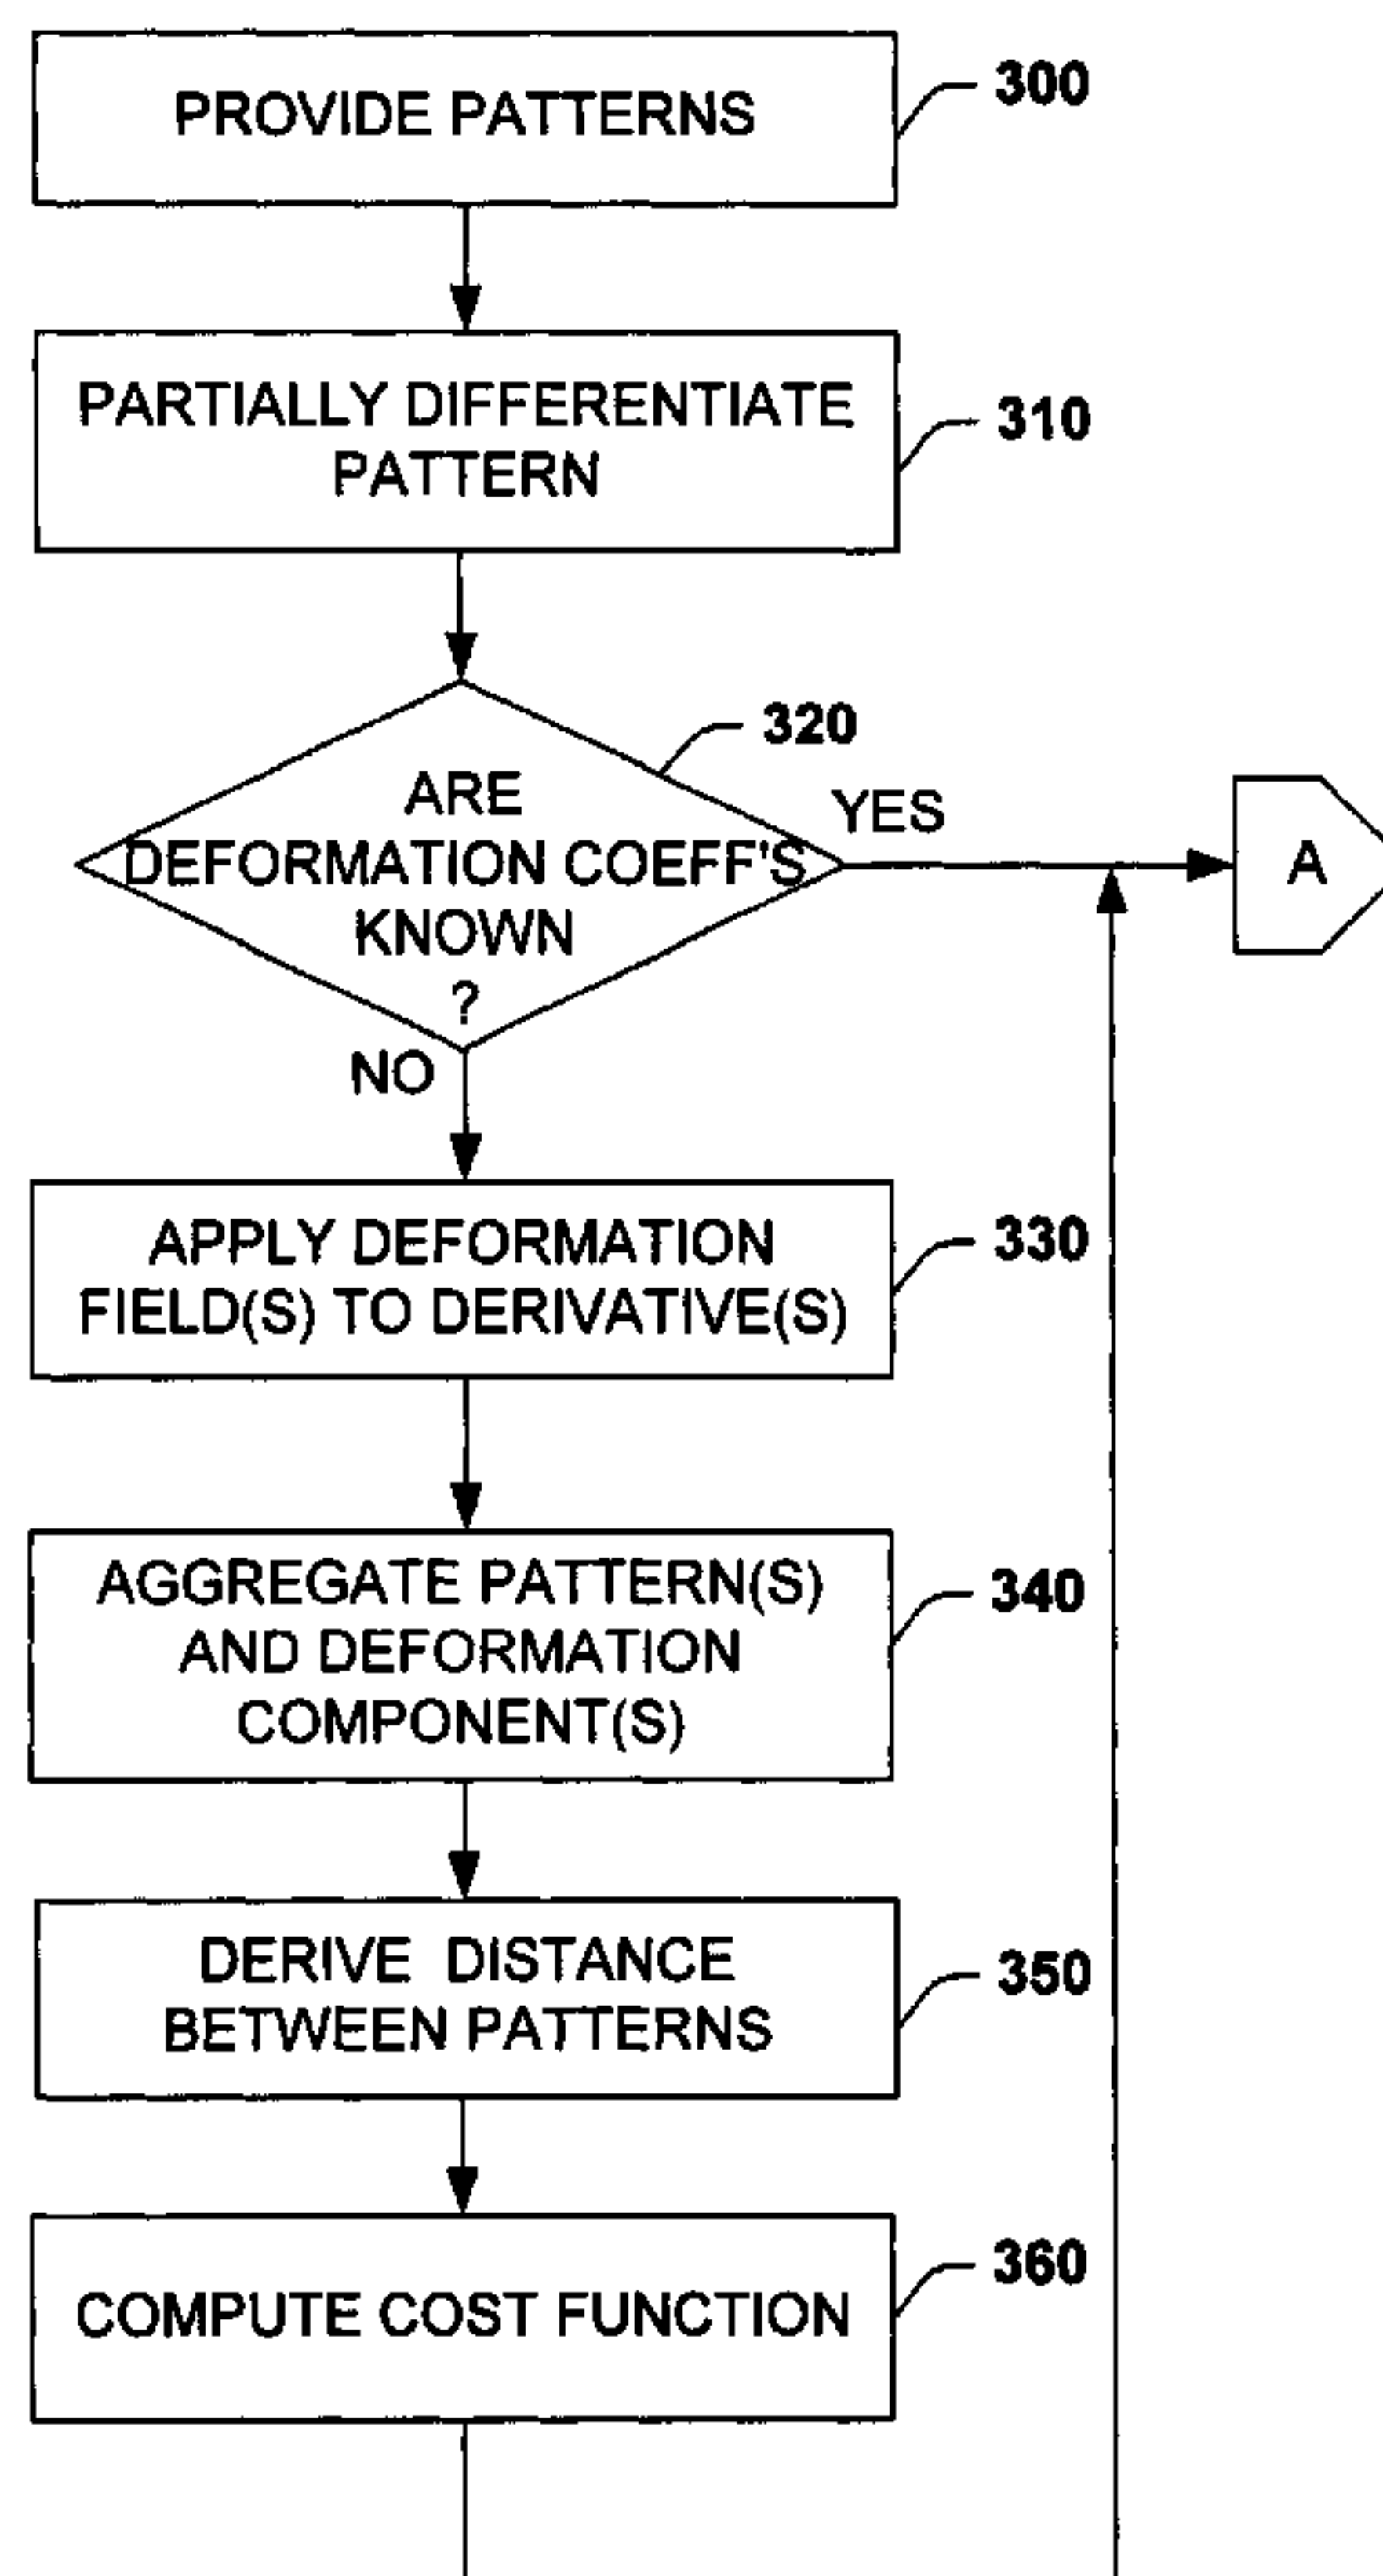 PROVIDE PATTERNS
300
PARTIALLY DIFFERENTIATE
PATTERN
310
320
ARE
DEFORMATION COEFF'S
KNOWN
?
YES
A
NO
APPLY DEFORMATION
FIELD(S) TO DERIVATIVE(S)
330
AGGREGATE PATTERN(S)
AND DEFORMATION
COMPONENT(S)
340
DERIVE DISTANCE
BETWEEN PATTERNS
350
COMPUTE COST FUNCTION
360